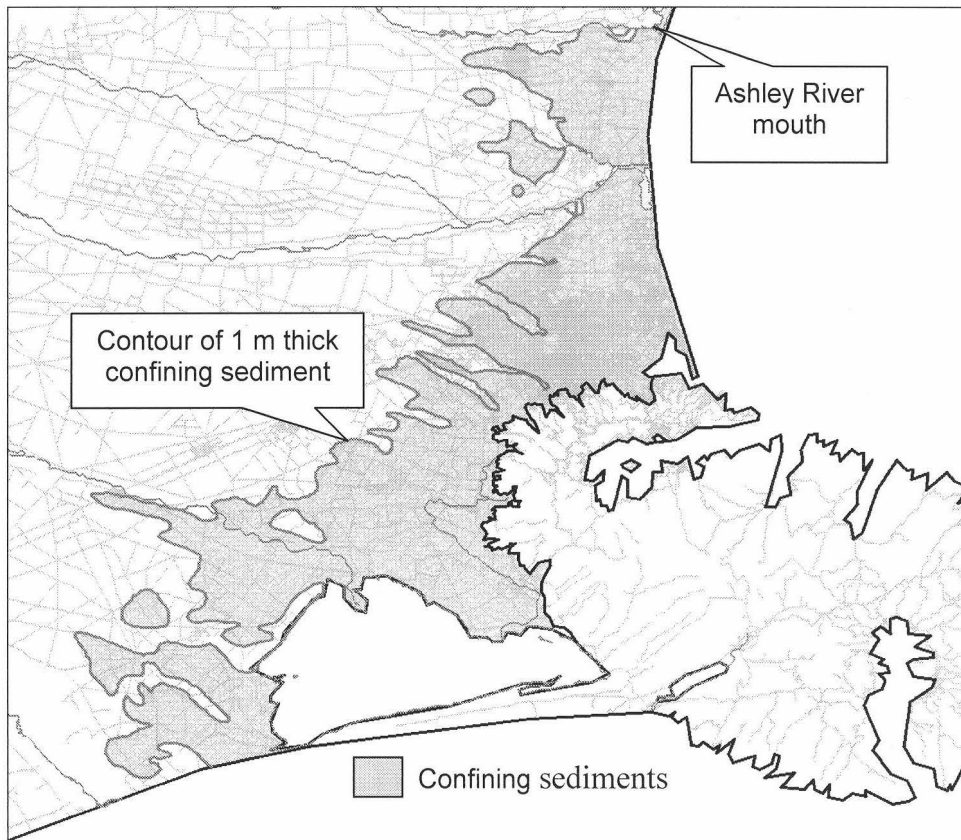 Ashley River
mouth
Contour of 1 m thick
confining sediment
Confining sediments